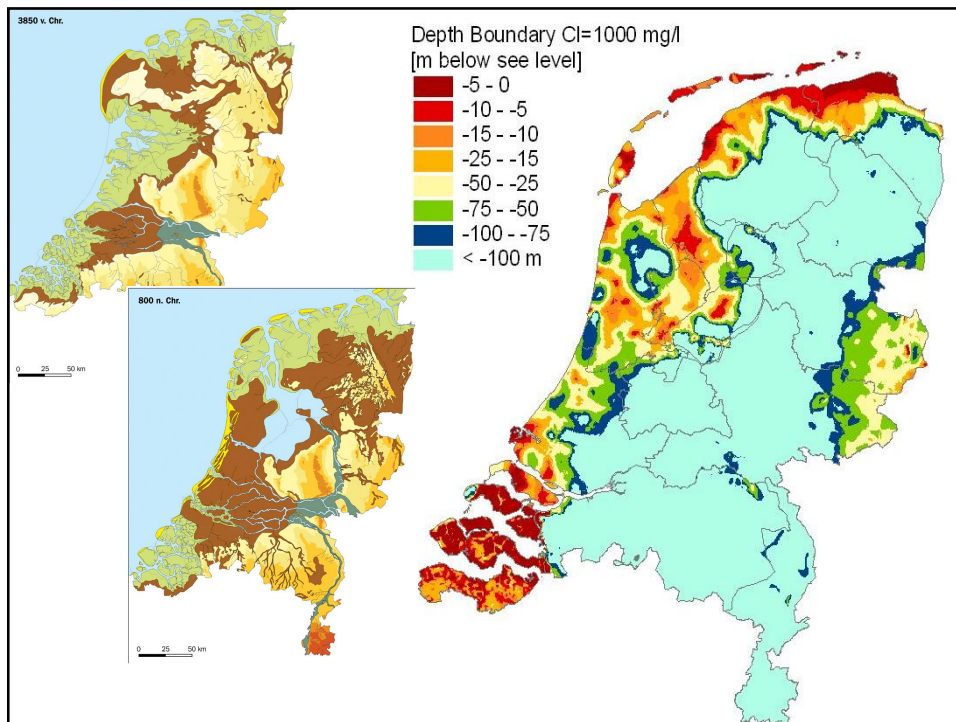 3850 v. Chr.
0 25 50 km
800 n. Chr.
0 25 50 km
Depth Boundary Cl=1000 mg/l
[m below see level]
-5 - 0
-10 - -5
-15 - -10
-25 - -15
-50 - -25
-75 - -50
-100 - -75
< -100 m